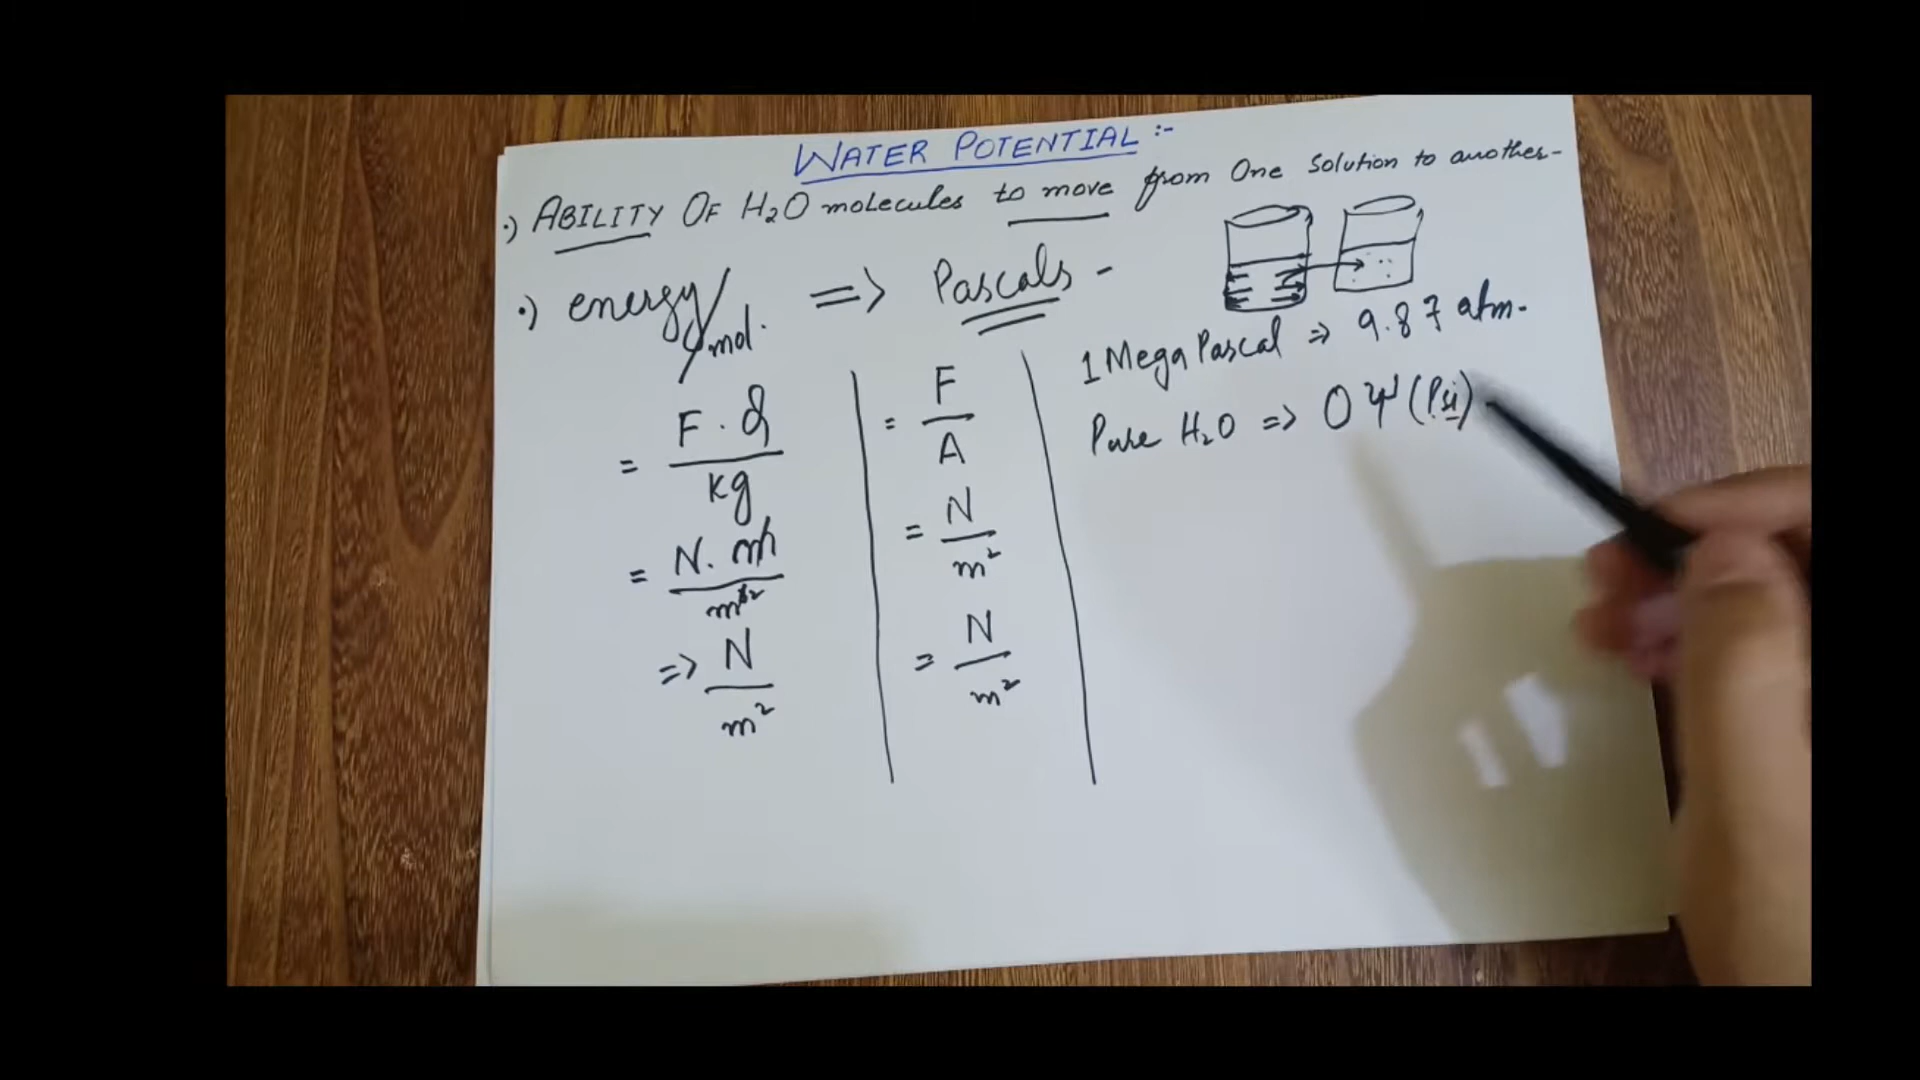 WATER POTENTIAL :-
·) ABILITY OF H₂O molecules to move from One Solution to another-
·) energy/mol. => Pascals -
= F . d / kg
= N. m / m³²
=> N / m²
= F / A
= N / m²
= N / m²
1 Mega Pascal => 9.87 atm.
Pure H₂O => 0 Ψ (Psi)